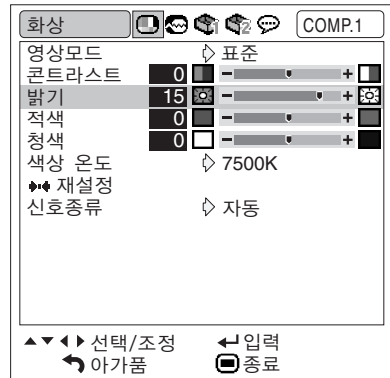 화상 1 2 COMP.1
영상모드 표준
콘트라스트 0 - +
밝기 15 - +
적색 0 - +
청색 0 - +
색상 온도 7500K
재설정
신호종류 자동
선택/조정 입력
아가품 종료